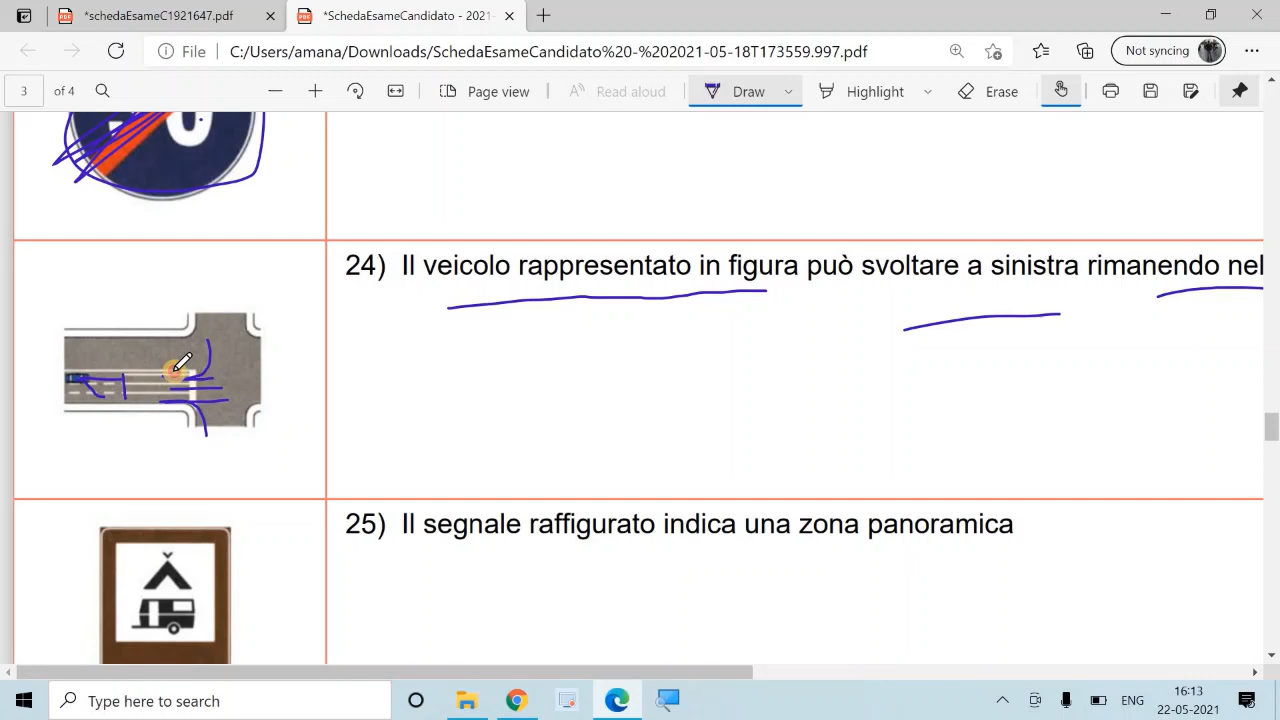 *schedaEsameC1921647.pdf
*SchedaEsameCandidato - 2021-
File
C:/Users/amana/Downloads/SchedaEsameCandidato%20-%202021-05-18T173559.997.pdf
Not syncing
3 of 4
Page view
Read aloud
Draw
Highlight
Erase
24) Il veicolo rappresentato in figura può svoltare a sinistra rimanendo nel
25) Il segnale raffigurato indica una zona panoramica
Type here to search
ENG
16:13
22-05-2021